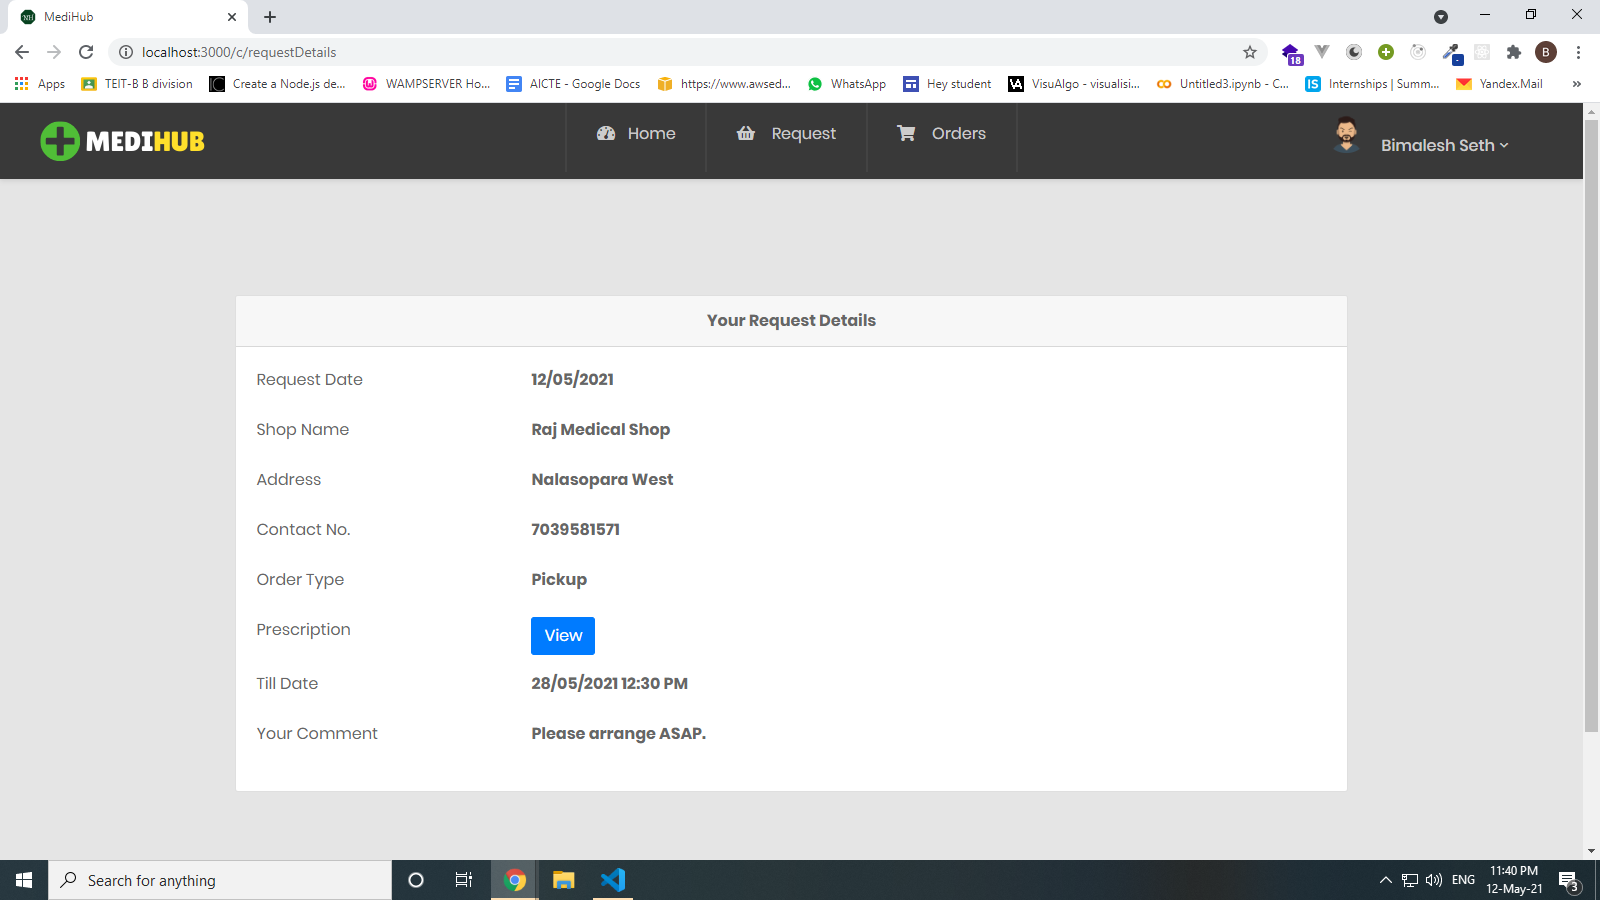 MediHub
localhost:3000/c/requestDetails
18
B
Apps
TEIT-B B division
Create a Node.js de...
WAMPSERVER Ho...
AICTE - Google Docs
https://www.awsed...
WhatsApp
Hey student
VisuAlgo - visualisi...
Untitled3.ipynb - C...
Internships | Summ...
Yandex.Mail
MEDIHUB
Home
Request
Orders
Bimalesh Seth
Your Request Details
Request Date 12/05/2021
Shop Name Raj Medical Shop
Address Nalasopara West
Contact No. 7039581571
Order Type Pickup
Prescription View
Till Date 28/05/2021 12:30 PM
Your Comment Please arrange ASAP.
Search for anything
ENG
11:40 PM
12-May-21
3